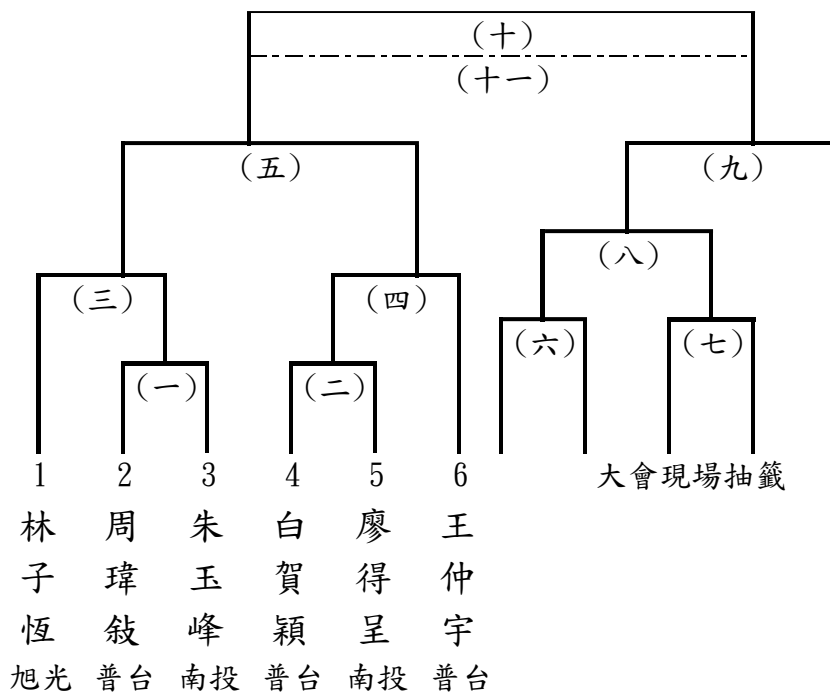 (十)
(十一)
(五) (九)
(八)
(三) (四)
(六) (七)
(一) (二)
1 2 3 4 5 6 大會現場抽籤
林子恆
周瑋敍
朱玉峰
白賀穎
廖得呈
王仲宇
旭光 普台 南投 普台 南投 普台